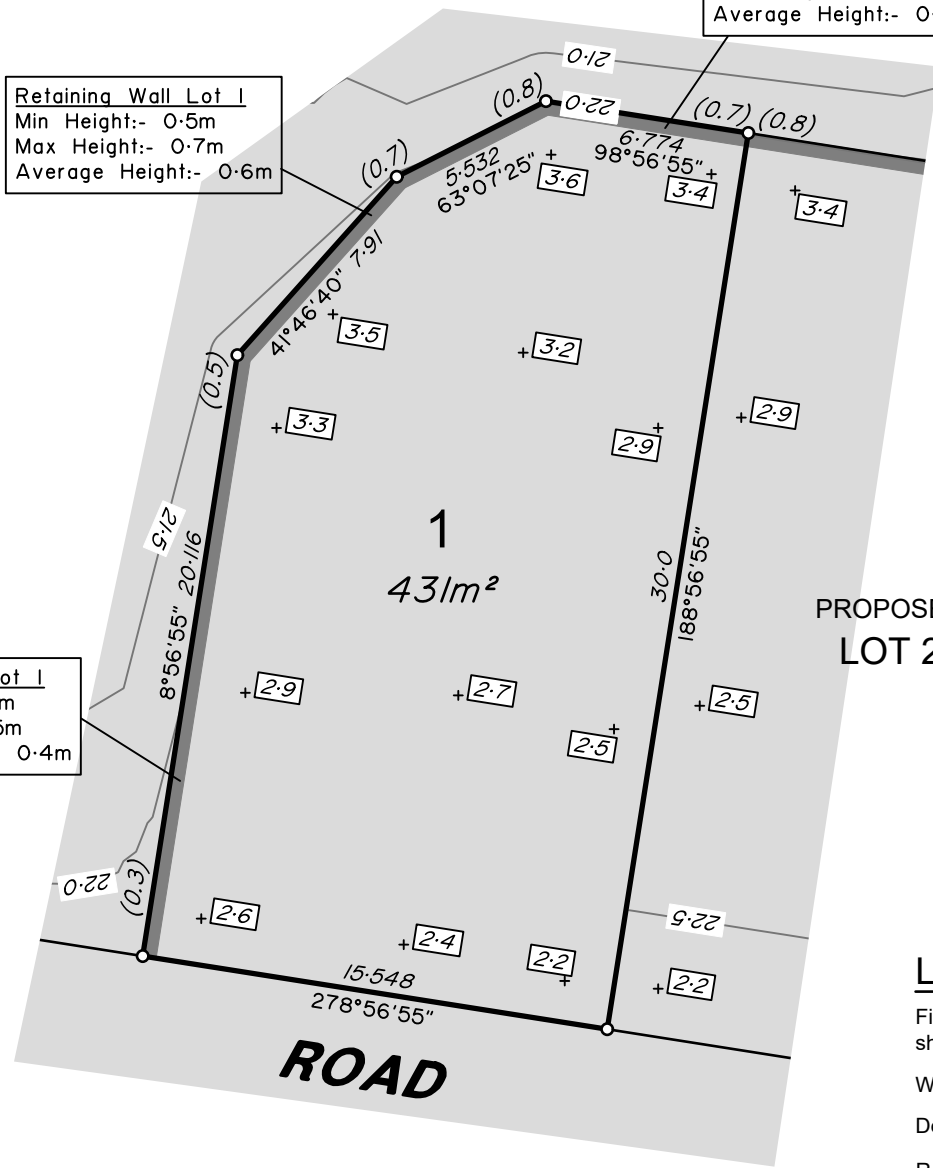 Average Height:- 0
21·0
Retaining Wall Lot 1
Min Height:- 0·5m
Max Height:- 0·7m
Average Height:- 0·6m
(0.8)
22·0
(0.7)
(0.8)
6·774
98°56'55"
(0.7)
5·532
63°07'25"
3·6
3·4
3·4
7·91
41°46'40"
3·5
3·2
(0.5)
3·3
2·9
2·9
21·5
1
431m²
20·116
8°56'55"
30·0
188°56'55"
PROPOSE
LOT 2
ot 1
m
m
0·4m
2·9
2·7
2·5
2·5
22·0
(0.3)
2·6
2·4
2·2
22·5
2·2
15·548
278°56'55"
ROAD
L
Fi
sh
W
D